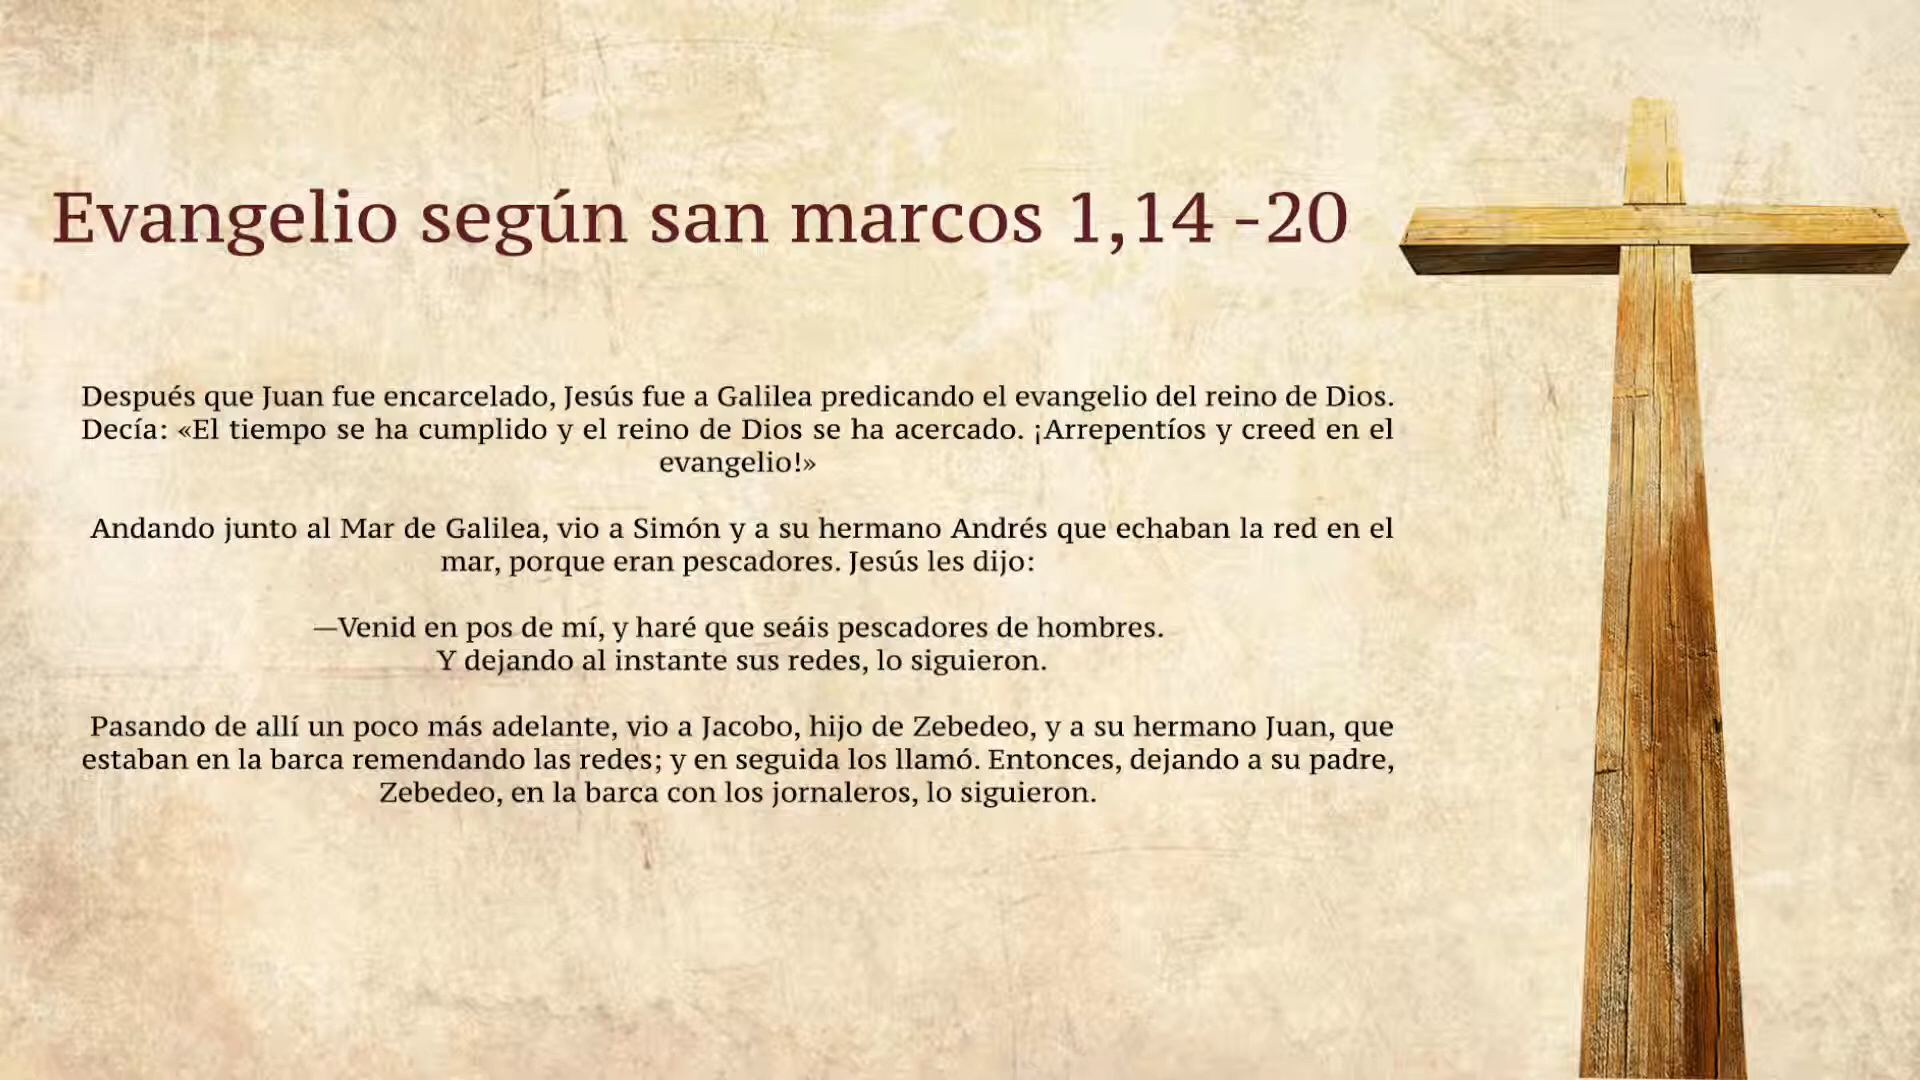 Evangelio según san marcos 1,14 -20
Después que Juan fue encarcelado, Jesús fue a Galilea predicando el evangelio del reino de Dios.
Decía: «El tiempo se ha cumplido y el reino de Dios se ha acercado. ¡Arrepentíos y creed en el
evangelio!»
Andando junto al Mar de Galilea, vio a Simón y a su hermano Andrés que echaban la red en el
mar, porque eran pescadores. Jesús les dijo:
—Venid en pos de mí, y haré que seáis pescadores de hombres.
Y dejando al instante sus redes, lo siguieron.
Pasando de allí un poco más adelante, vio a Jacobo, hijo de Zebedeo, y a su hermano Juan, que
estaban en la barca remendando las redes; y en seguida los llamó. Entonces, dejando a su padre,
Zebedeo, en la barca con los jornaleros, lo siguieron.